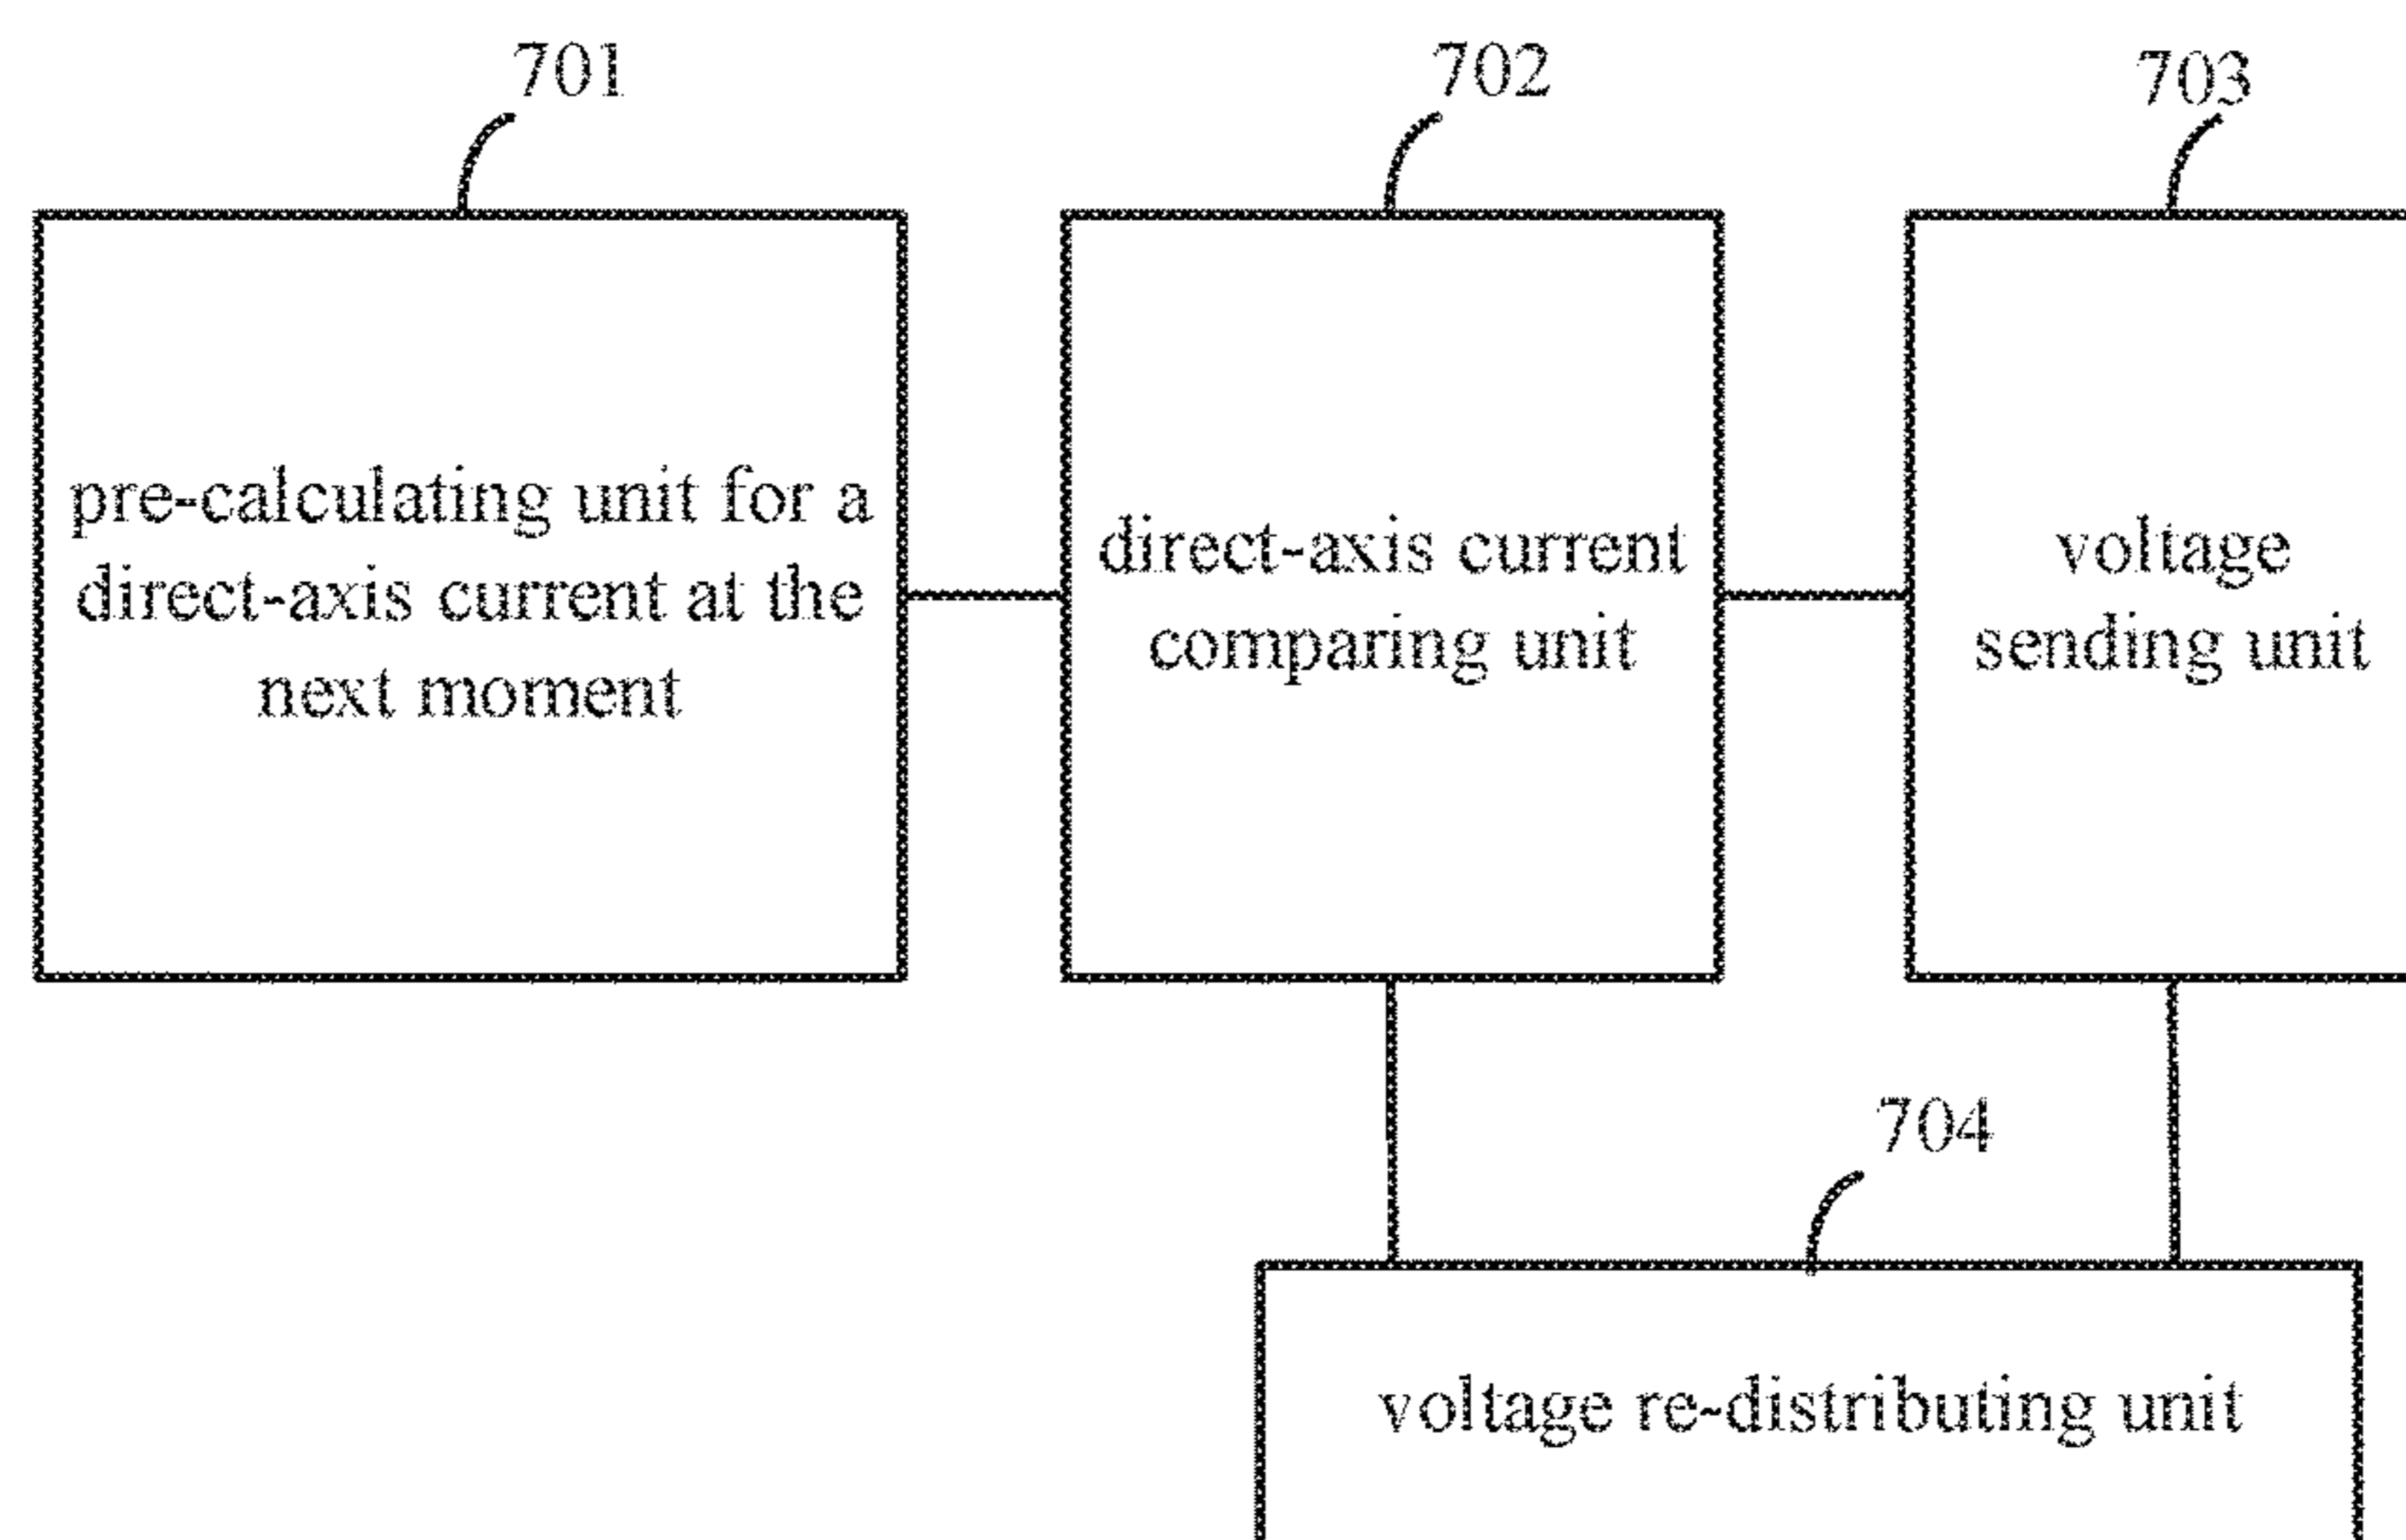 701
702
703
pre-calculating unit for a
direct-axis current at the
next moment
direct-axis current
comparing unit
voltage
sending unit
704
voltage re-distributing unit